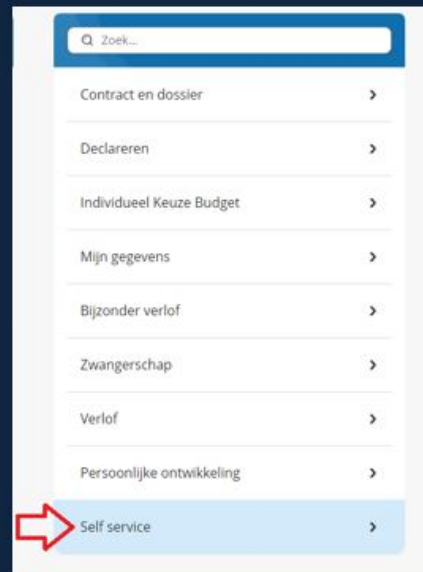 Zoek...
Contract en dossier
Declareren
Individueel Keuze Budget
Mijn gegevens
Bijzonder verlof
Zwangerschap
Verlof
Persoonlijke ontwikkeling
Self service